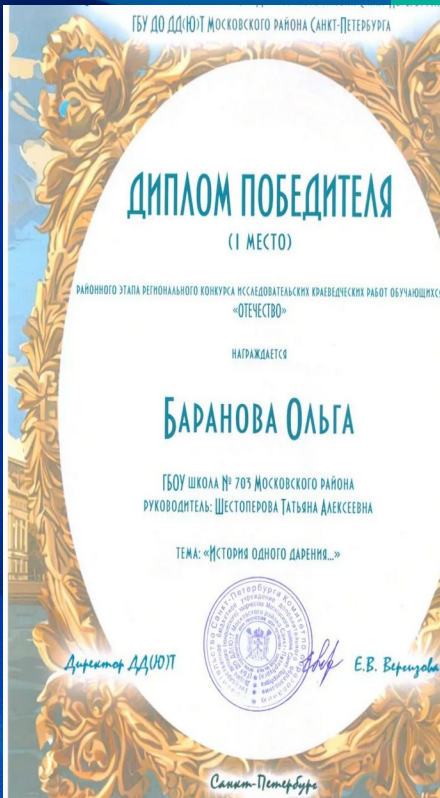 ГБУ ДО ДД(Ю)Т Московского района Санкт-Петербурга
ДИПЛОМ ПОБЕДИТЕЛЯ
(I МЕСТО)
районного этапа регионального конкурса исследовательских краеведческих работ обучающихся
«ОТЕЧЕСТВО»
НАГРАЖДАЕТСЯ
Баранова Ольга
ГБОУ школа № 703 Московского района
руководитель: Шестоперова Татьяна Алексеевна
Тема: «История одного дарения...»
Директор ДД(Ю)Т
Е.В. Версизова
Санкт-Петербург